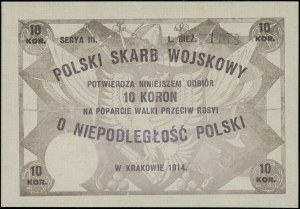 10 KOR. 10 KOR.
SERYA III. L. BIEŻ.
POLSKI SKARB WOJSKOWY
POTWIERDZA NINIEJSZEM ODBIÓR
10 KORON
NA POPARCIE WALKI PRZECIW ROSYI
O NIEPODLEGŁOŚĆ POLSKI
10 KOR. 10 KOR.
W KRAKOWIE 1914.